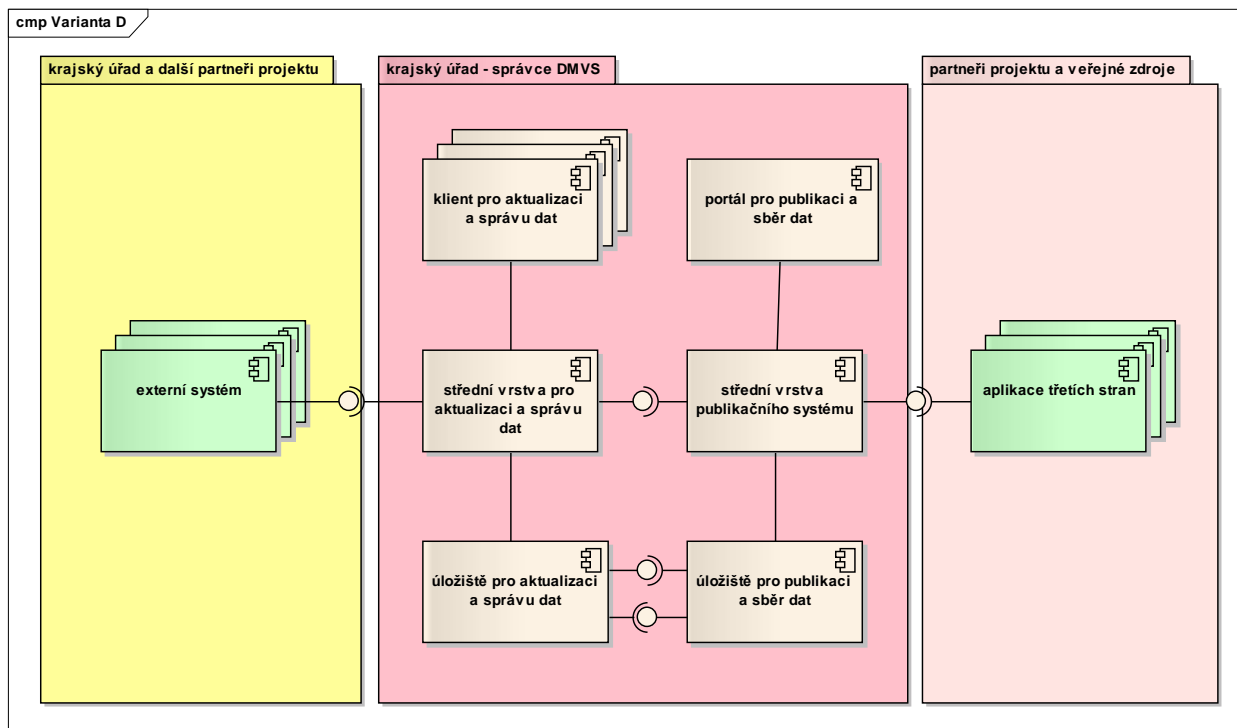 cmp Varianta D
krajský úřad a další partneři projektu
krajský úřad - správce DMVS
partneři projektu a veřejné zdroje
klient pro aktualizaci
a správu dat
portál pro publikaci a
sběr dat
externí systém
střední vrstva pro
aktualizaci a správu
dat
střední vrstva
publikačního systému
aplikace třetích stran
úložiště pro aktualizaci
a správu dat
úložiště pro publikaci
a sběr dat